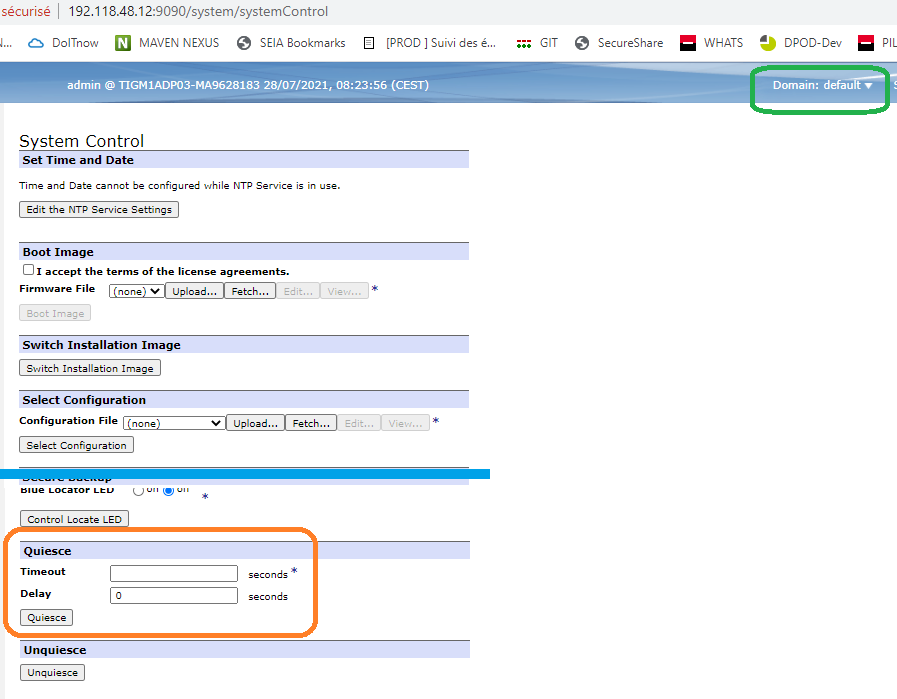 sécurisé | 192.118.48.12:9090/system/systemControl
N... DolTnow MAVEN NEXUS SEIA Bookmarks [PROD ] Suivi des é... GIT SecureShare WHATS DPOD-Dev PIL
admin @ TIGM1ADP03-MA9628183 28/07/2021, 08:23:56 (CEST) Domain: default
System Control
Set Time and Date
Time and Date cannot be configured while NTP Service is in use.
Edit the NTP Service Settings
Boot Image
I accept the terms of the license agreements.
Firmware File (none) Upload... Fetch... Edit... View... *
Boot Image
Switch Installation Image
Switch Installation Image
Select Configuration
Configuration File (none) Upload... Fetch... Edit... View... *
Select Configuration
Secure Backup
Blue Locator LED on off *
Control Locate LED
Quiesce
Timeout seconds *
Delay 0 seconds
Quiesce
Unquiesce
Unquiesce